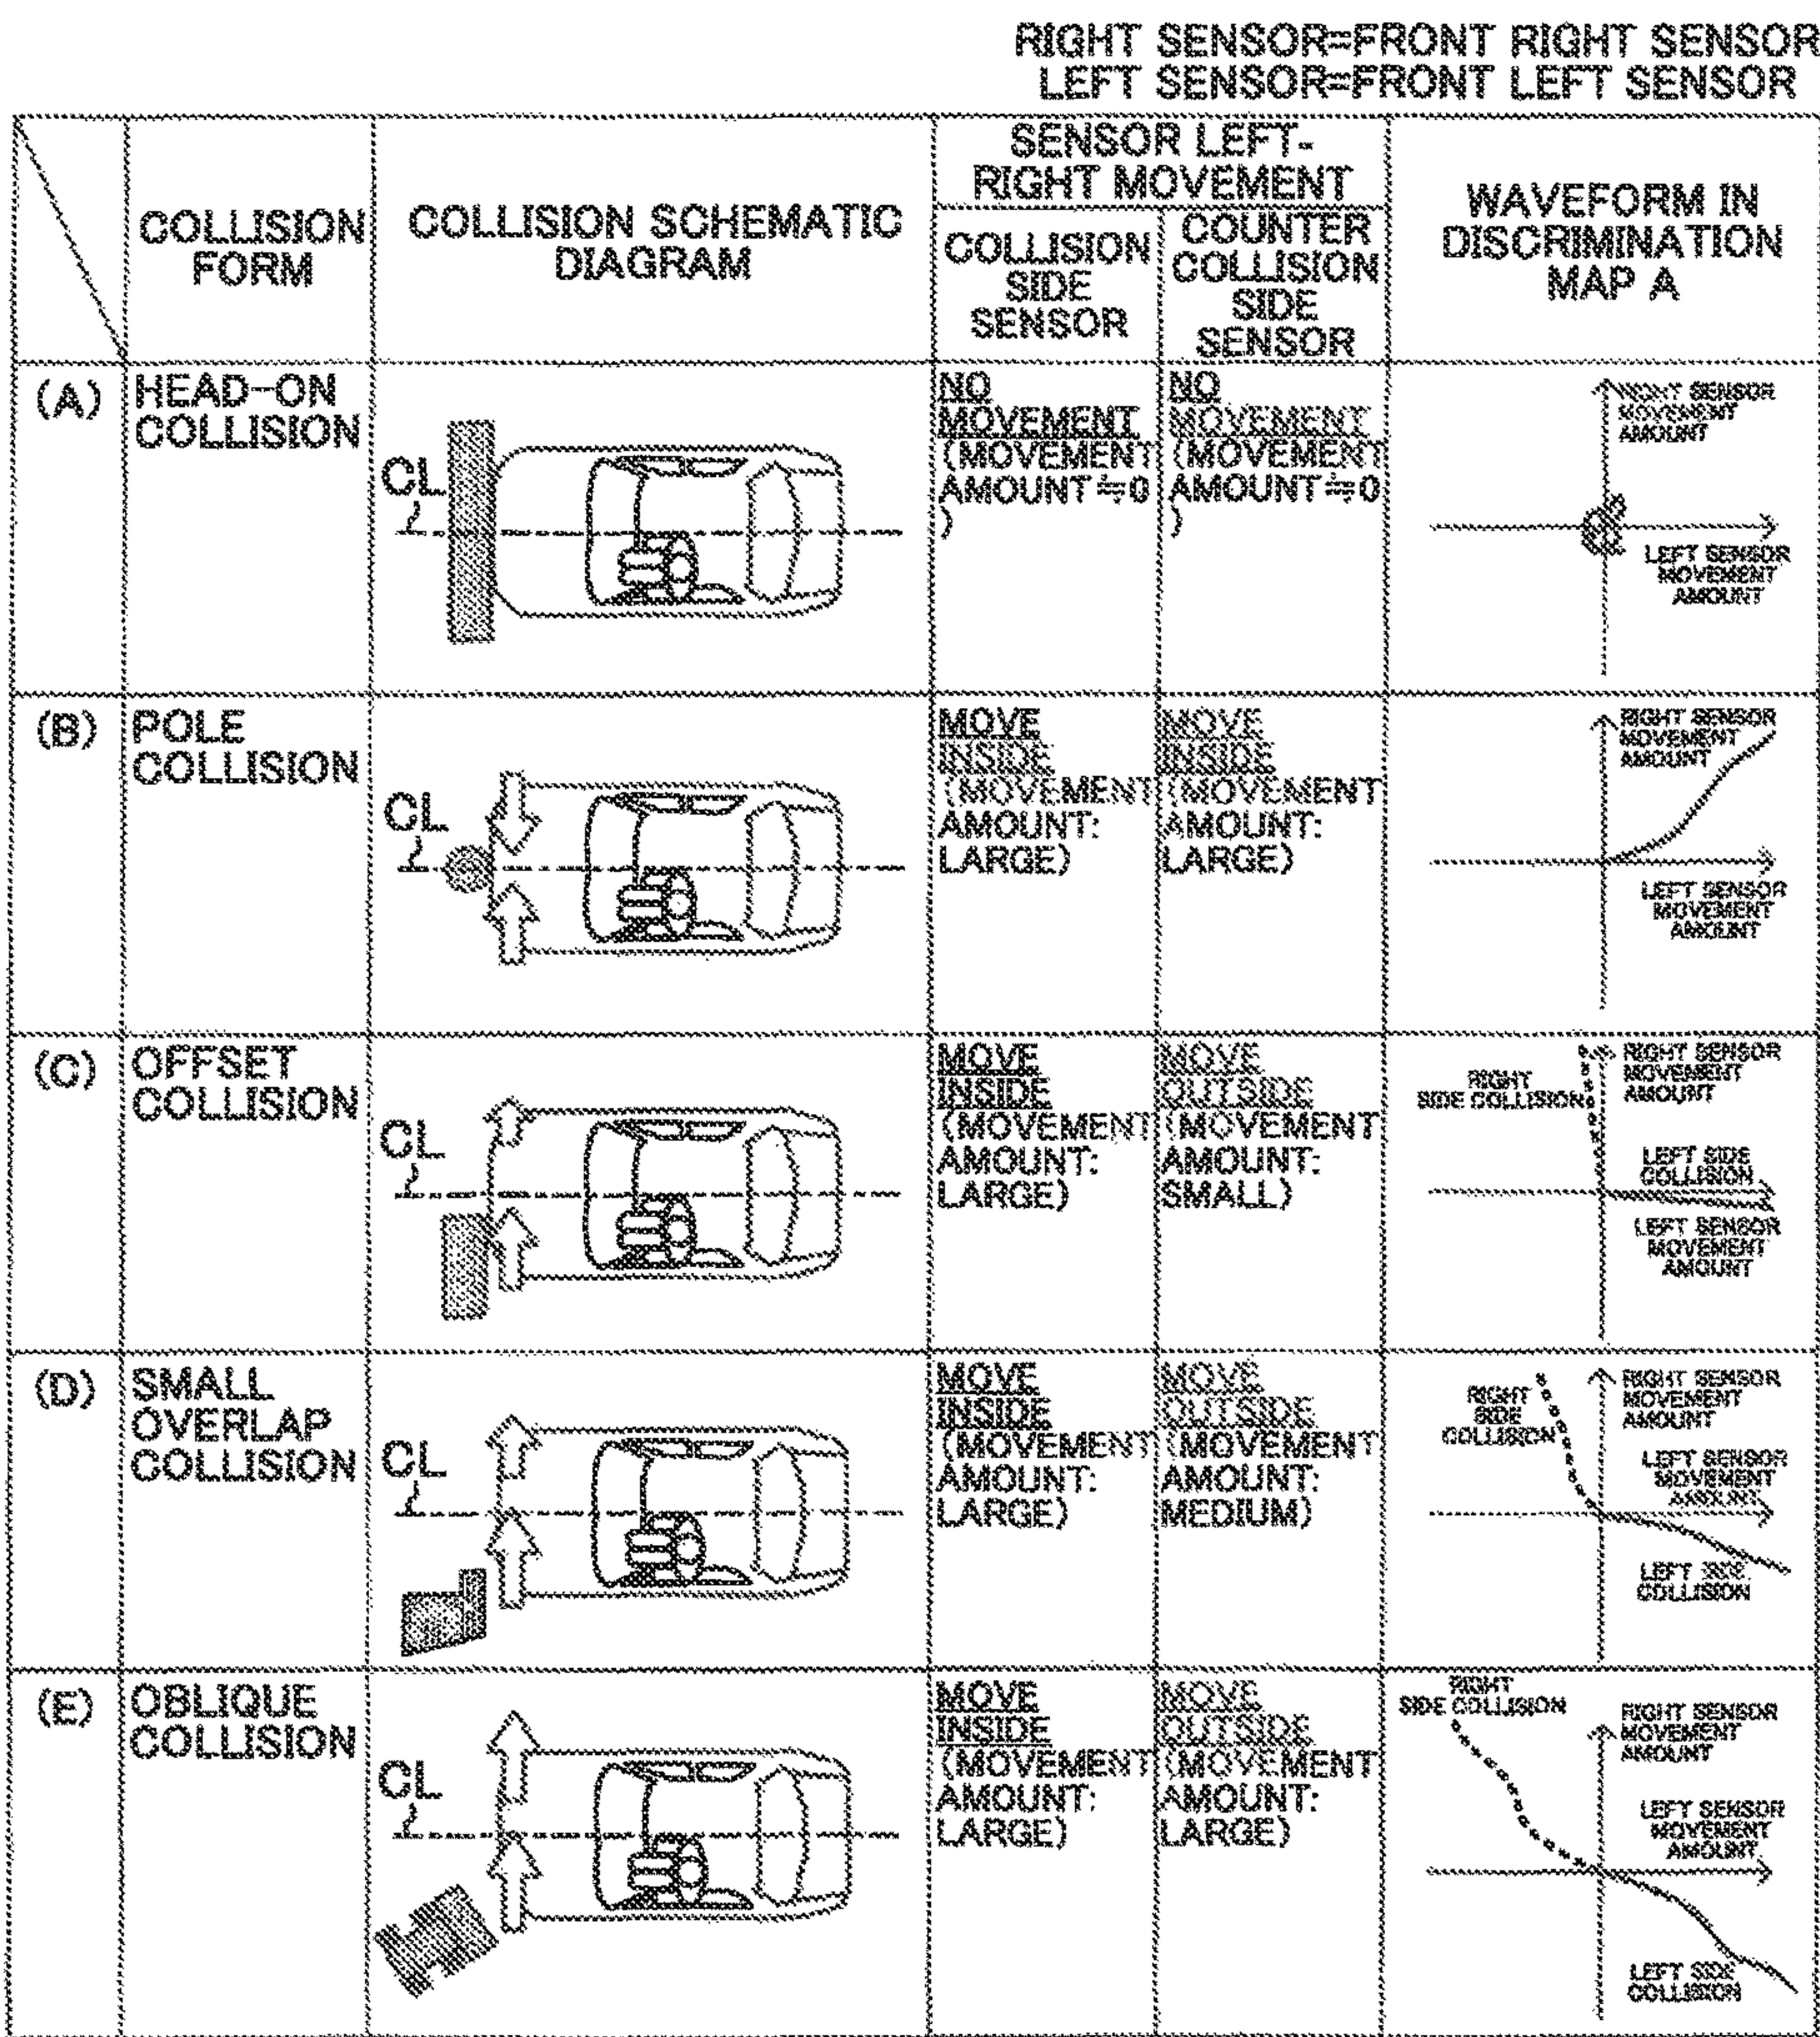 RIGHT SENSOR=FRONT RIGHT SENSOR
LEFT SENSOR=FRONT LEFT SENSOR
COLLISION
FORM
COLLISION SCHEMATIC
DIAGRAM
SENSOR LEFT-
RIGHT MOVEMENT
COLLISION
SIDE
SENSOR
COUNTER
COLLISION
SIDE
SENSOR
WAVEFORM IN
DISCRIMINATION
MAP A
(A)
HEAD-ON
COLLISION
CL
NO
MOVEMENT
(MOVEMENT
AMOUNT≒0
)
NO
MOVEMENT
(MOVEMENT
AMOUNT≒0
)
RIGHT SENSOR
MOVEMENT
AMOUNT
LEFT SENSOR
MOVEMENT
AMOUNT
(B)
POLE
COLLISION
CL
MOVE
INSIDE
(MOVEMENT
AMOUNT:
LARGE)
MOVE
INSIDE
(MOVEMENT
AMOUNT:
LARGE)
RIGHT SENSOR
MOVEMENT
AMOUNT
LEFT SENSOR
MOVEMENT
AMOUNT
(C)
OFFSET
COLLISION
CL
MOVE
INSIDE
(MOVEMENT
AMOUNT:
LARGE)
MOVE
OUTSIDE
(MOVEMENT
AMOUNT:
SMALL)
RIGHT
SIDE COLLISION
RIGHT SENSOR
MOVEMENT
AMOUNT
LEFT SIDE
COLLISION
LEFT SENSOR
MOVEMENT
AMOUNT
(D)
SMALL
OVERLAP
COLLISION
CL
MOVE
INSIDE
(MOVEMENT
AMOUNT:
LARGE)
MOVE
OUTSIDE
(MOVEMENT
AMOUNT:
MEDIUM)
RIGHT
SIDE
COLLISION
RIGHT SENSOR
MOVEMENT
AMOUNT
LEFT SENSOR
MOVEMENT
AMOUNT
LEFT SIDE
COLLISION
(E)
OBLIQUE
COLLISION
CL
MOVE
INSIDE
(MOVEMENT
AMOUNT:
LARGE)
MOVE
OUTSIDE
(MOVEMENT
AMOUNT:
LARGE)
RIGHT
SIDE COLLISION
RIGHT SENSOR
MOVEMENT
AMOUNT
LEFT SENSOR
MOVEMENT
AMOUNT
LEFT SIDE
COLLISION